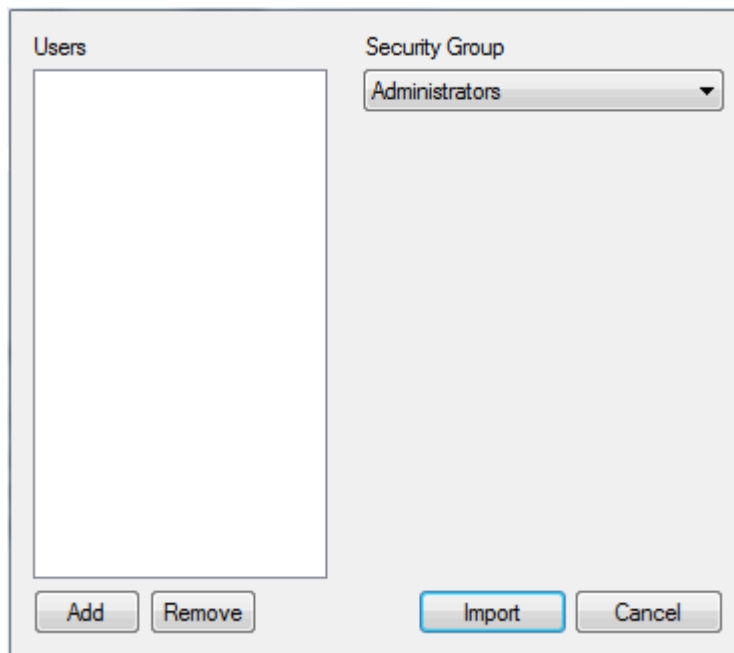 Users
Security Group
Administrators
Add
Remove
Import
Cancel